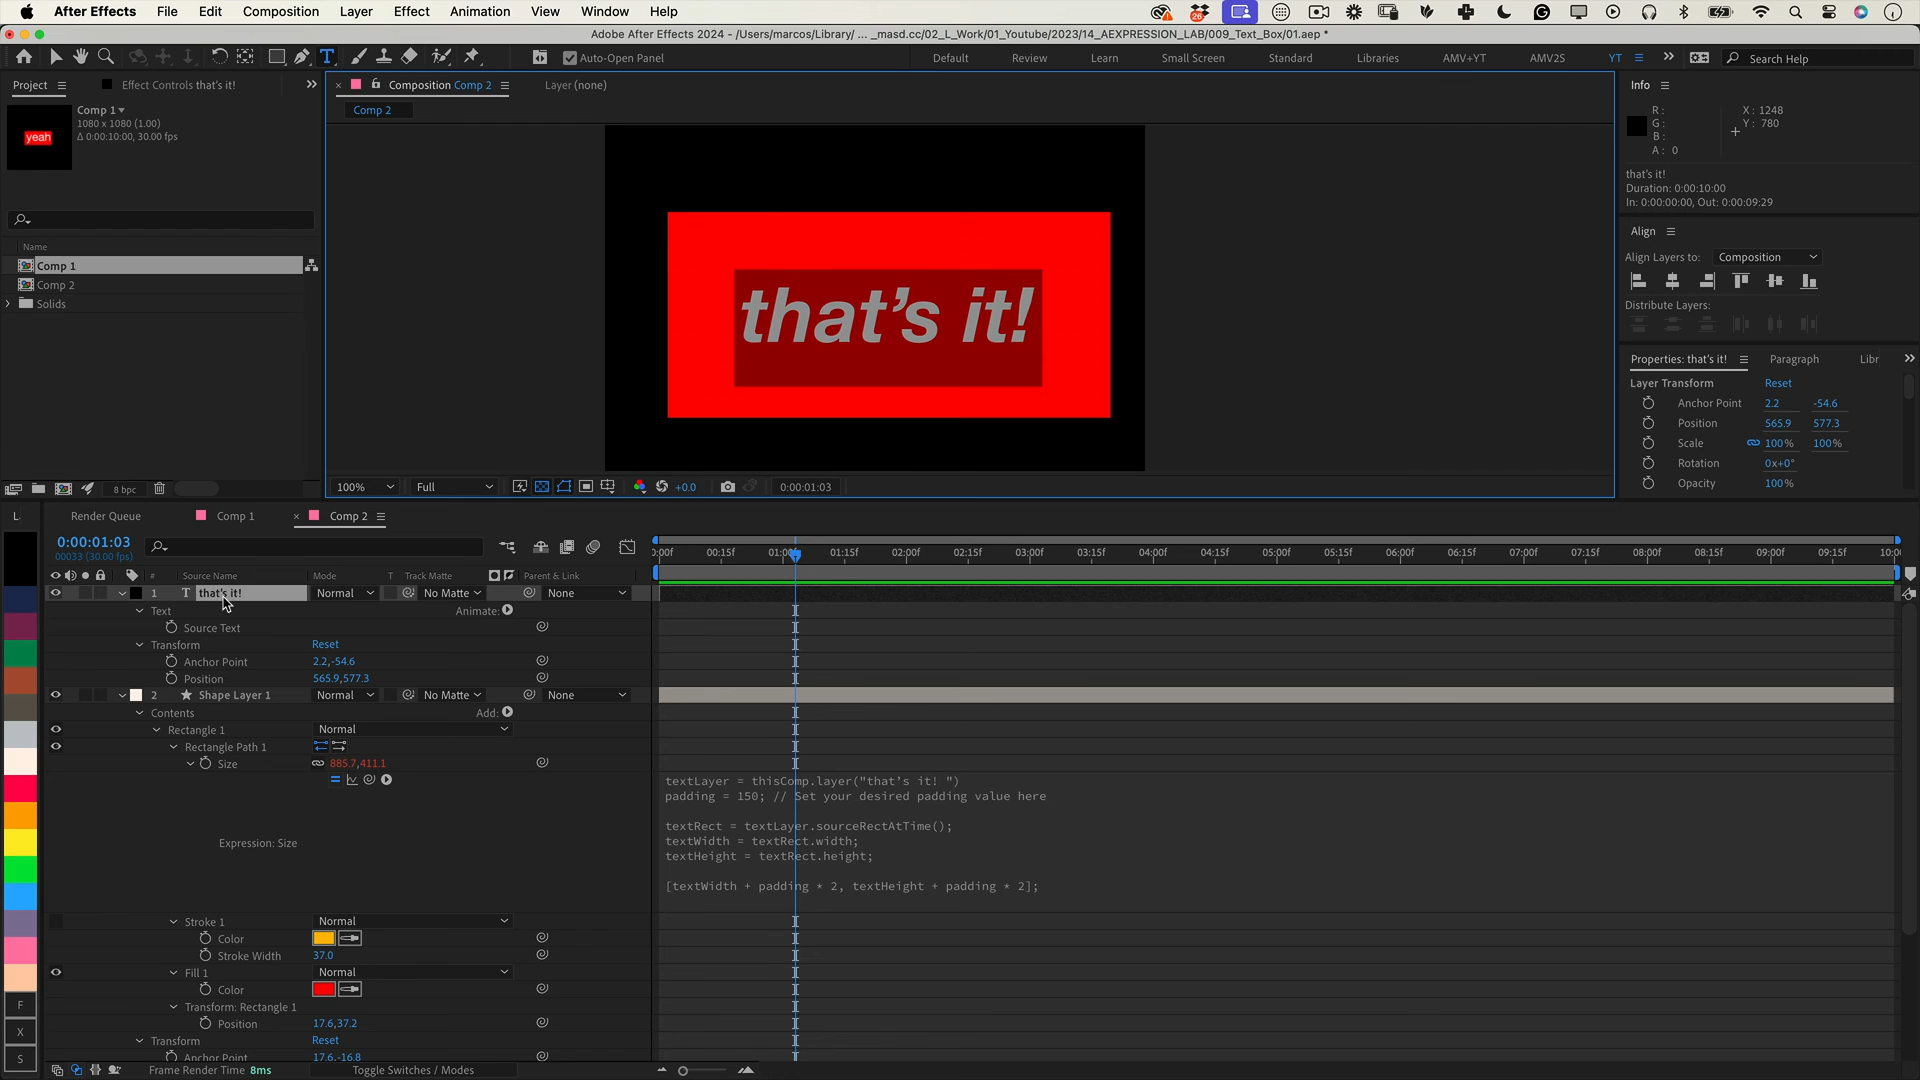 After Effects File Edit Composition Layer Effect Animation View Window Help
26
Adobe After Effects 2024 - /Users/marcos/Library/ ... _masd.cc/02_L_Work/01_Youtube/2023/14_AEXPRESSION_LAB/009_Text_Box/01.aep *
Auto-Open Panel Default Review Learn Small Screen Standard Libraries AMV+YT AMV2S YT Search Help
Project Effect Controls that's it! Composition Comp 2 Layer (none) Info
Comp 1
1080 x 1080 (1.00)
Δ 0:00:10:00, 30.00 fps
yeah
Comp 2
R :
G :
B :
A : 0
X : 1248
Y : 780
that's it!
Duration: 0:00:10:00
In: 0:00:00:00, Out: 0:00:09:29
Align
Align Layers to: Composition
Distribute Layers:
Name
Comp 1
Comp 2
Solids
that's it!
Properties: that's it! Paragraph Libr
Layer Transform Reset
Anchor Point 2.2 -54.6
Position 565.9 577.3
Scale 100% 100%
Rotation 0x+0°
Opacity 100%
8 bpc
100% Full +0.0 0:00:01:03
L Render Queue Comp 1 Comp 2
0:00:01:03
00033 (30.00 fps)
):00f 00:15f 01:00f 01:15f 02:00f 02:15f 03:00f 03:15f 04:00f 04:15f 05:00f 05:15f 06:00f 06:15f 07:00f 07:15f 08:00f 08:15f 09:00f 09:15f 10:00
# Source Name Mode T Track Matte Parent & Link
1 T that's it! Normal No Matte None
Text Animate:
Source Text
Transform Reset
Anchor Point 2.2,-54.6
Position 565.9,577.3
2 Shape Layer 1 Normal No Matte None
Contents Add:
Rectangle 1 Normal
Rectangle Path 1
Size 885.7,411.1
Expression: Size
textLayer = thisComp.layer("that's it! ")
padding = 150; // Set your desired padding value here
textRect = textLayer.sourceRectAtTime();
textWidth = textRect.width;
textHeight = textRect.height;
[textWidth + padding * 2, textHeight + padding * 2];
Stroke 1 Normal
Color
Stroke Width 37.0
Fill 1 Normal
Color
Transform: Rectangle 1
Position 17.6,37.2
Transform Reset
Anchor Point 17.6,-16.8
F
X
S
Frame Render Time 8ms Toggle Switches / Modes